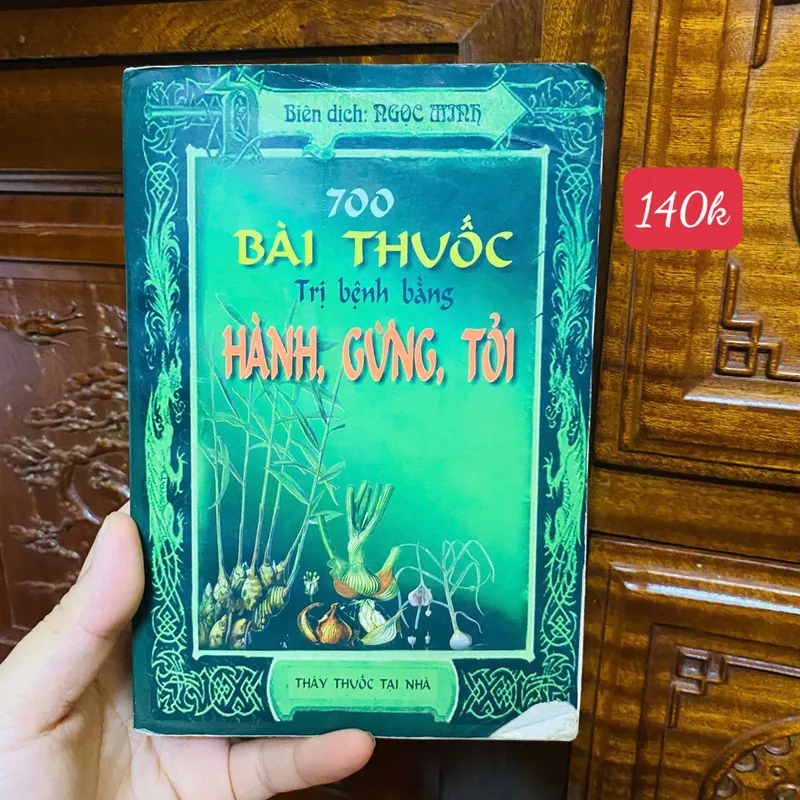 Biên dịch: NGỌC MINH
700
BÀI THUỐC
Trị bệnh bằng
HÀNH, GỪNG, TỎI
THẦY THUỐC TẠI NHÀ
140k